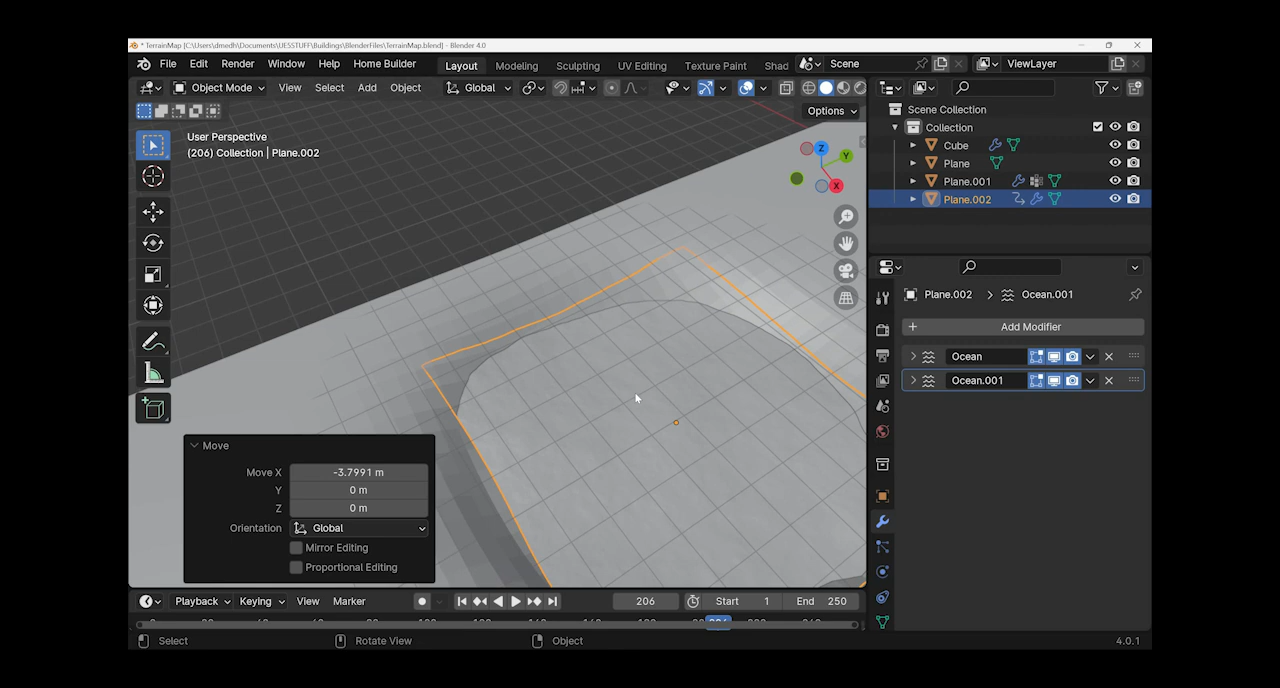 * TerrainMap [C:\Users\dmedh\Documents\UE5STUFF\Buildings\BlenderFiles\TerrainMap.blend] - Blender 4.0
File Edit Render Window Help Home Builder Layout Modeling Sculpting UV Editing Texture Paint Shad Scene ViewLayer
Object Mode View Select Add Object Global
Options
User Perspective
(206) Collection | Plane.002
Z
Y
X
Scene Collection
Collection
Cube
Plane
Plane.001
Plane.002
Plane.002 > Ocean.001
+ Add Modifier
Ocean
Ocean.001
Move
Move X -3.7991 m
Y 0 m
Z 0 m
Orientation Global
Mirror Editing
Proportional Editing
Playback Keying View Marker 206 Start 1 End 250
Select Rotate View Object 4.0.1